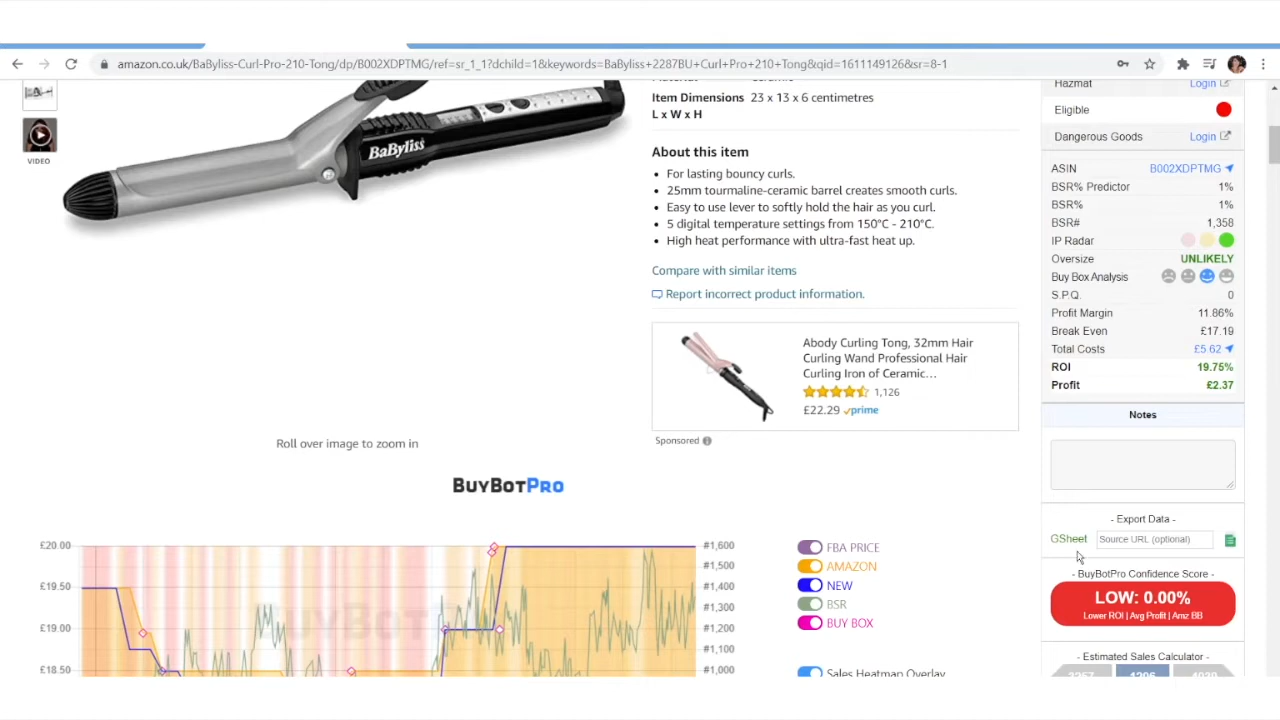 amazon.co.uk/BaByliss-Curl-Pro-210-Tong/dp/B002XDPTMG/ref=sr_1_1?dchild=1&keywords=BaByliss+2287BU+Curl+Pro+210+Tong&qid=1611149126&sr=8-1
VIDEO
BaByliss
Item Dimensions 23 x 13 x 6 centimetres
L x W x H
About this item
For lasting bouncy curls.
25mm tourmaline-ceramic barrel creates smooth curls.
Easy to use lever to softly hold the hair as you curl.
5 digital temperature settings from 150°C - 210°C.
High heat performance with ultra-fast heat up.
Compare with similar items
Report incorrect product information.
Abody Curling Tong, 32mm Hair
Curling Wand Professional Hair
Curling Iron of Ceramic…
1,126
£22.29 prime
Sponsored
Roll over image to zoom in
BUYBOTPRO
£20.00
£19.50
£19.00
£18.50
#1,600
#1,500
#1,400
#1,300
#1,200
#1,100
#1,000
FBA PRICE
AMAZON
NEW
BSR
BUY BOX
Sales Heatmap Overlay
Hazmat Login
Eligible
Dangerous Goods Login
ASIN B002XDPTMG
BSR% Predictor 1%
BSR% 1%
BSR# 1,358
IP Radar
Oversize UNLIKELY
Buy Box Analysis
S.P.Q. 0
Profit Margin 11.86%
Break Even £17.19
Total Costs £5.62
ROI 19.75%
Profit £2.37
Notes
- Export Data -
GSheet Source URL (optional)
- BuyBotPro Confidence Score -
LOW: 0.00%
Lower ROI | Avg Profit | Amz BB
- Estimated Sales Calculator -